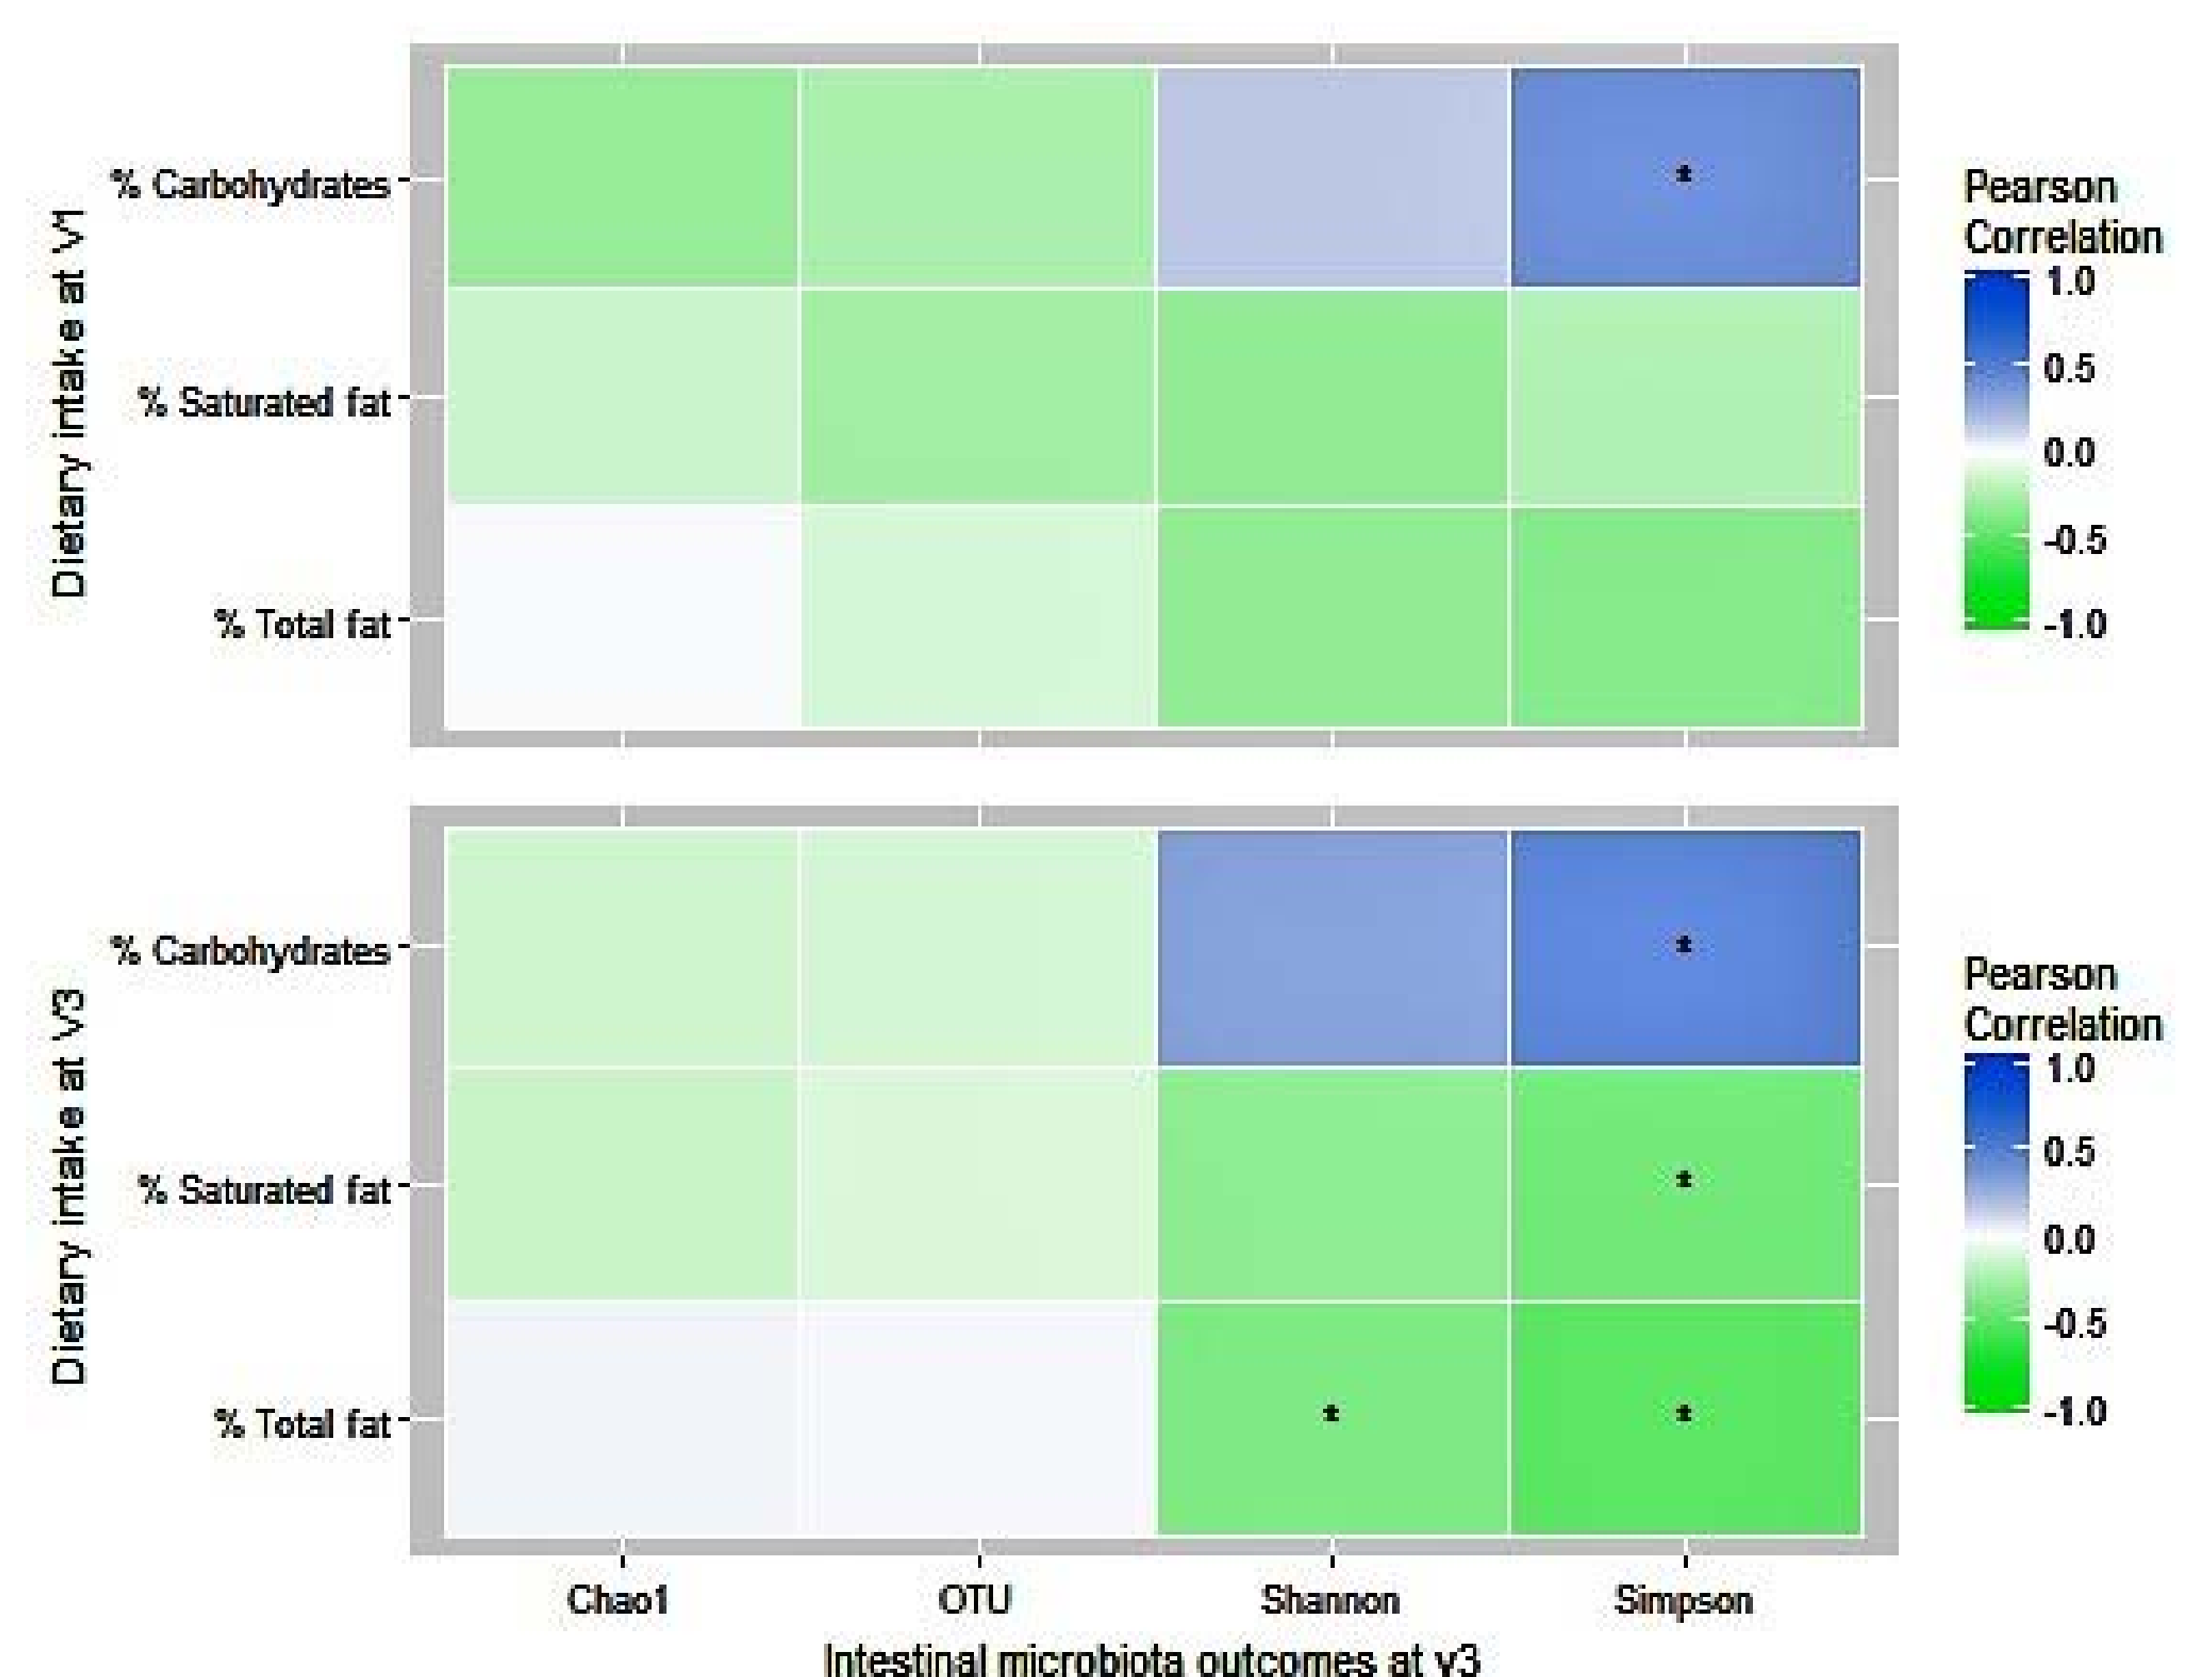 Dietary intake at V1
% Carbohydrates
% Saturated fat
% Total fat
*
Pearson
Correlation
1.0
0.5
0.0
-0.5
-1.0
Dietary intake at V3
% Carbohydrates
% Saturated fat
% Total fat
*
*
* *
Pearson
Correlation
1.0
0.5
0.0
-0.5
-1.0
Chao1 OTU Shannon Simpson
Intestinal microbiota outcomes at v3